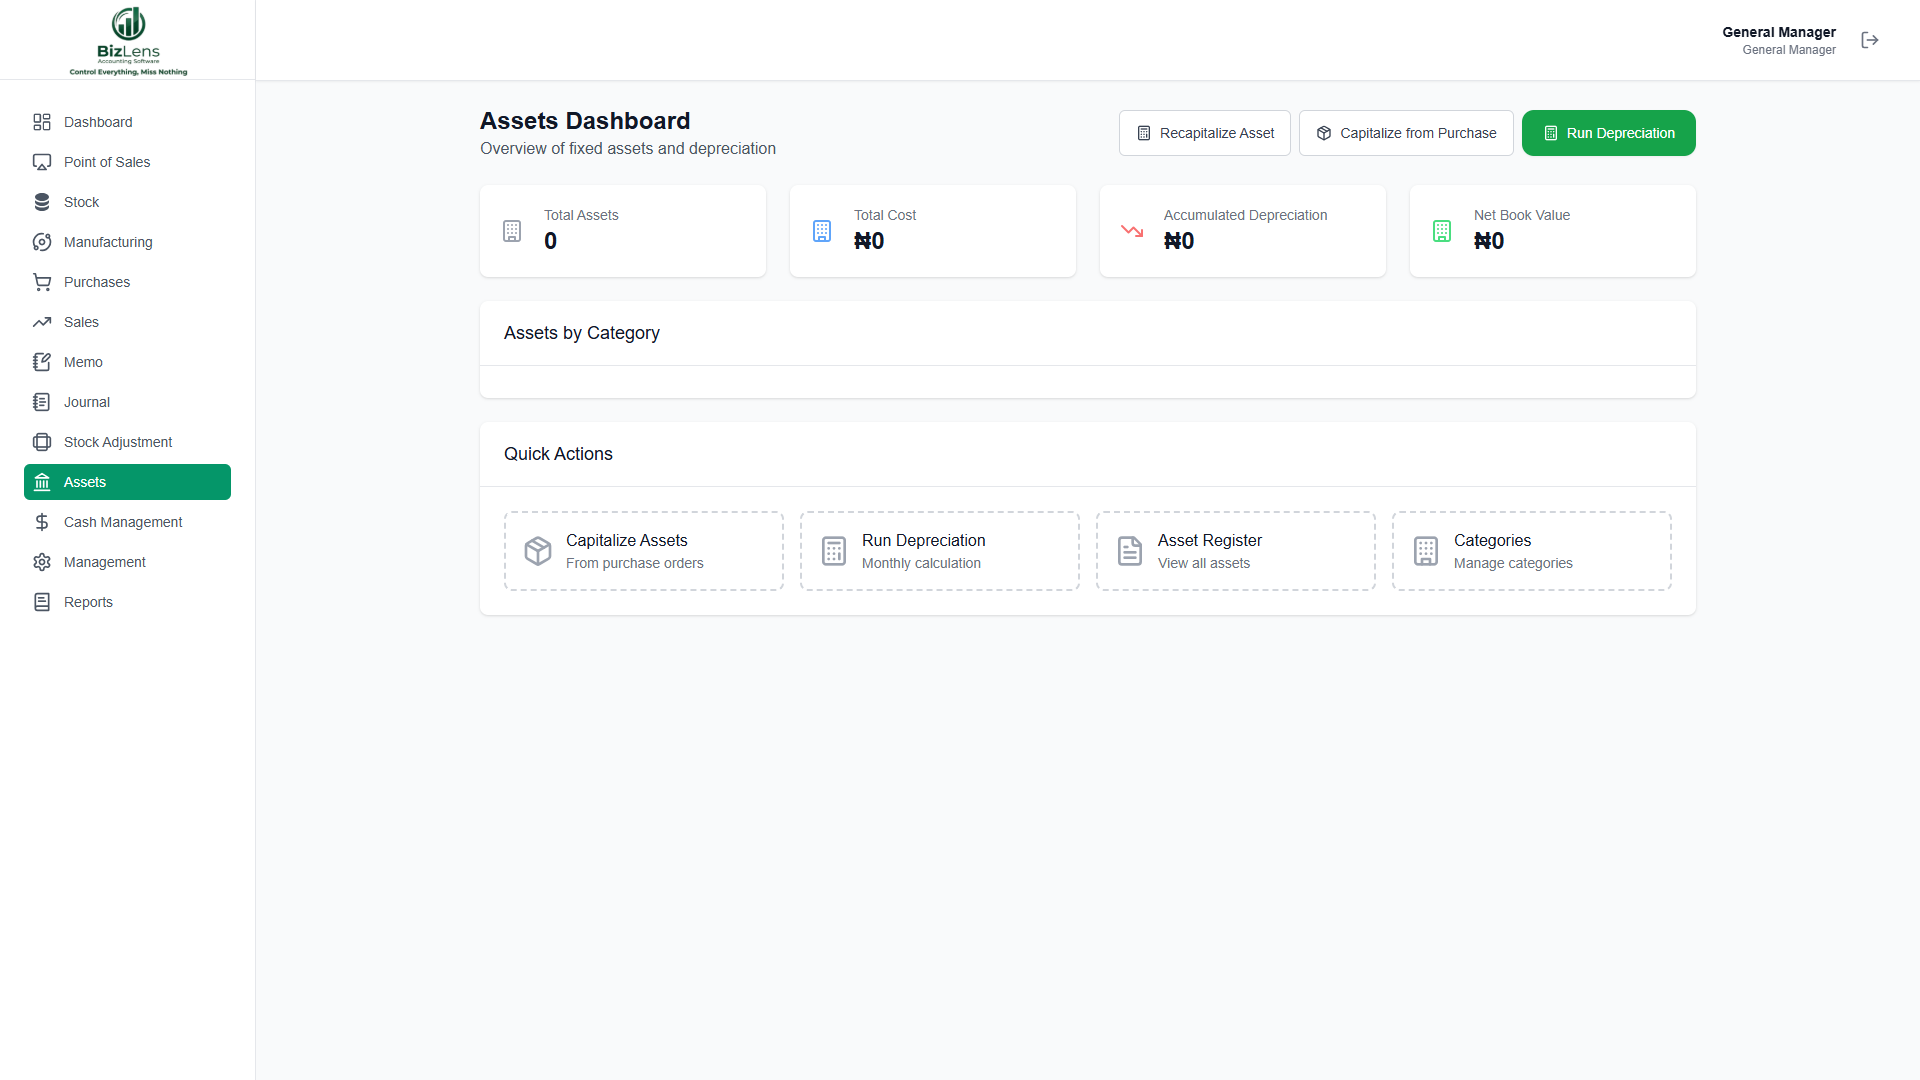 BizLens
Accounting Software
Control Everything, Miss Nothing
General Manager
General Manager
Dashboard
Point of Sales
Stock
Manufacturing
Purchases
Sales
Memo
Journal
Stock Adjustment
Assets
Cash Management
Management
Reports
Assets Dashboard
Overview of fixed assets and depreciation
Recapitalize Asset
Capitalize from Purchase
Run Depreciation
Total Assets
0
Total Cost
₦0
Accumulated Depreciation
₦0
Net Book Value
₦0
Assets by Category
Quick Actions
Capitalize Assets
From purchase orders
Run Depreciation
Monthly calculation
Asset Register
View all assets
Categories
Manage categories